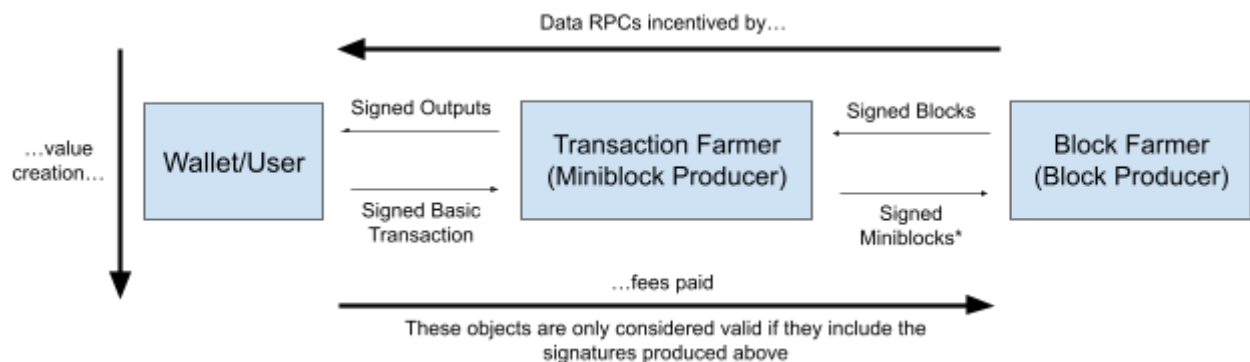 Data RPCs incentived by…
Signed Outputs
Signed Blocks
…value
creation…
Wallet/User
Transaction Farmer
(Miniblock Producer)
Block Farmer
(Block Producer)
Signed Basic
Transaction
Signed
Miniblocks*
…fees paid
These objects are only considered valid if they include the
signatures produced above